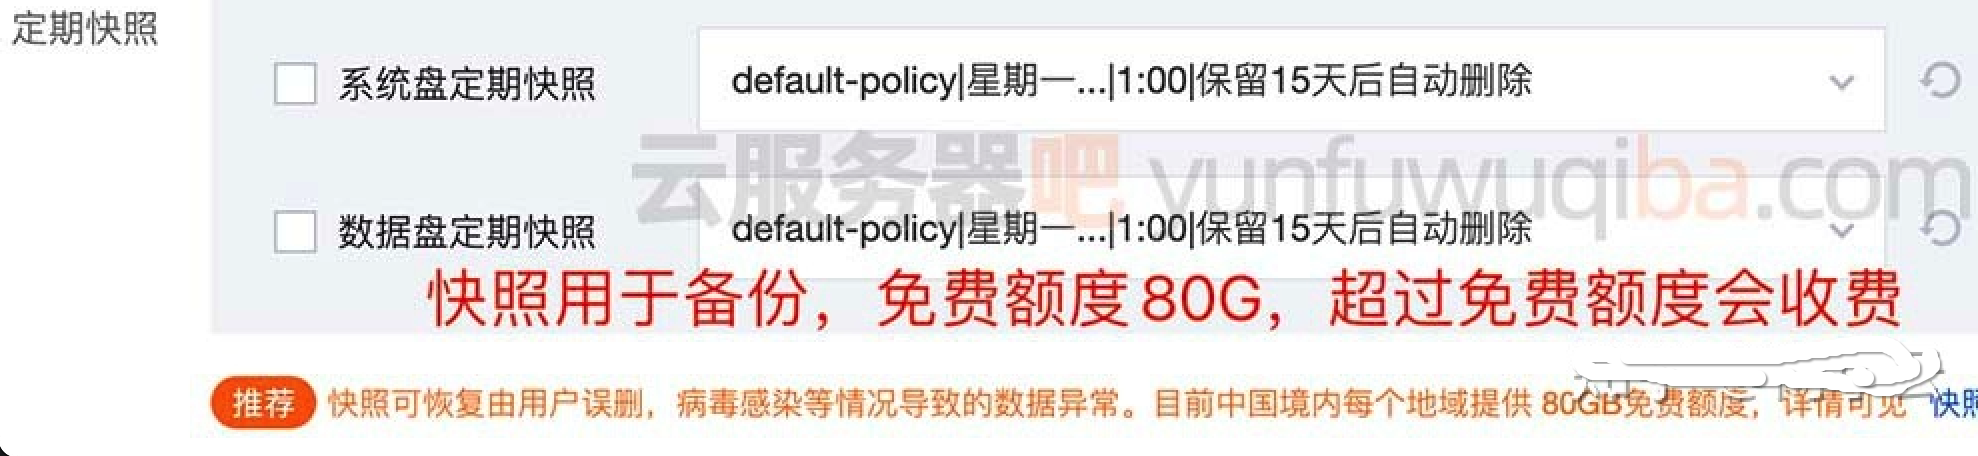 定期快照
系统盘定期快照 default-policy|星期一...|1:00|保留15天后自动删除
云服务器吧 yunfuwuqiba.com
数据盘定期快照 default-policy|星期一...|1:00|保留15天后自动删除
快照用于备份，免费额度80G，超过免费额度会收费
推荐 快照可恢复由用户误删，病毒感染等情况导致的数据异常。目前中国境内每个地域提供 80GB免费额度，详情可见 快照